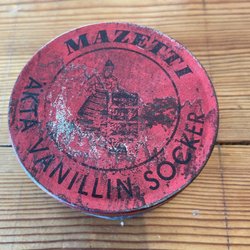 MAZETTI
ÄKTA VANILLIN SOCKER